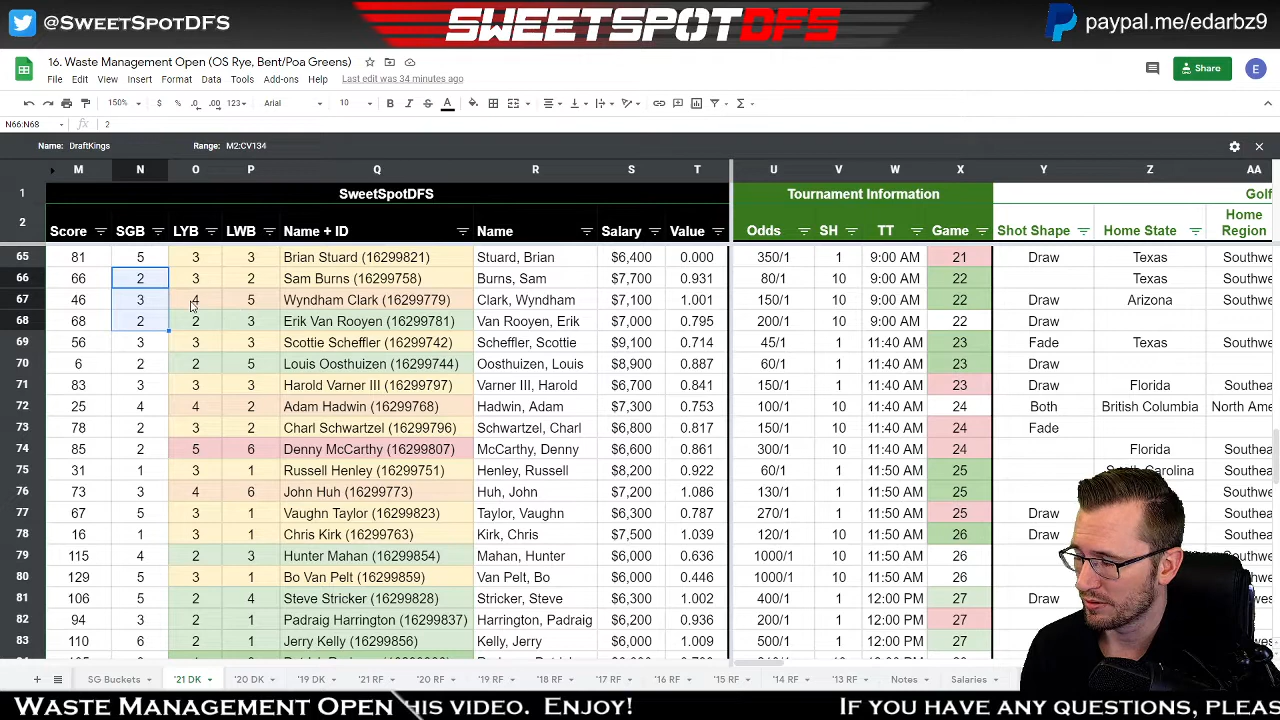 @SWEETSPOTDFS
SWEETSPOTDFS
paypal.me/edarbz9
16. Waste Management Open (OS Rye, Bent/Poa Greens)
File Edit View Insert Format Data Tools Add-ons Help Last edit was 34 minutes ago
Share
E
150% $ % .0 .00 123 Arial 10 B I S A
N66:N68 2
Name: DraftKings Range: M2:CV134
M N O P Q R S T U V W X Y Z AA
1 SweetSpotDFS Tournament Information Golf
2 Score SGB LYB LWB Name + ID Name Salary Value Odds SH TT Game Shot Shape Home State Home Region
65 81 5 3 3 Brian Stuard (16299821) Stuard, Brian $6,400 0.000 350/1 1 9:00 AM 21 Draw Texas Southwe
66 66 2 3 2 Sam Burns (16299758) Burns, Sam $7,700 0.931 80/1 10 9:00 AM 22 Texas Southwe
67 46 3 4 5 Wyndham Clark (16299779) Clark, Wyndham $7,100 1.001 150/1 10 9:00 AM 22 Draw Arizona Southwe
68 68 2 2 3 Erik Van Rooyen (16299781) Van Rooyen, Erik $7,000 0.795 200/1 10 9:00 AM 22 Draw
69 56 3 3 3 Scottie Scheffler (16299742) Scheffler, Scottie $9,100 0.714 45/1 1 11:40 AM 23 Fade Texas Southwe
70 6 2 2 5 Louis Oosthuizen (16299744) Oosthuizen, Louis $8,900 0.887 60/1 1 11:40 AM 23 Draw
71 83 3 3 3 Harold Varner III (16299797) Varner III, Harold $6,700 0.841 150/1 1 11:40 AM 23 Draw Florida Southea
72 25 4 4 2 Adam Hadwin (16299768) Hadwin, Adam $7,300 0.753 100/1 10 11:40 AM 24 Both British Columbia North Ame
73 78 2 3 2 Charl Schwartzel (16299796) Schwartzel, Charl $6,800 0.817 150/1 10 11:40 AM 24 Fade
74 85 2 5 6 Denny McCarthy (16299807) McCarthy, Denny $6,600 0.861 300/1 10 11:40 AM 24 Florida Southea
75 31 1 3 1 Russell Henley (16299751) Henley, Russell $8,200 0.922 60/1 1 11:50 AM 25 South Carolina Southea
76 73 3 4 6 John Huh (16299773) Huh, John $7,200 1.086 130/1 1 11:50 AM 25 Southwe
77 67 5 3 1 Vaughn Taylor (16299823) Taylor, Vaughn $6,300 0.787 270/1 1 11:50 AM 25 Draw Southea
78 16 1 3 1 Chris Kirk (16299763) Kirk, Chris $7,500 1.039 120/1 10 11:50 AM 26 Draw Southea
79 115 4 2 3 Hunter Mahan (16299854) Mahan, Hunter $6,000 0.636 1000/1 10 11:50 AM 26
80 129 5 3 1 Bo Van Pelt (16299859) Van Pelt, Bo $6,000 0.446 1000/1 10 11:50 AM 26
81 106 5 2 4 Steve Stricker (16299828) Stricker, Steve $6,300 1.002 400/1 1 12:00 PM 27 Draw
82 94 3 2 1 Padraig Harrington (16299837) Harrington, Padraig $6,200 0.936 200/1 1 12:00 PM 27
83 110 6 2 1 Jerry Kelly (16299856) Kelly, Jerry $6,000 1.009 500/1 1 12:00 PM 27
SG Buckets '21 DK '20 DK '19 DK '21 RF '20 RF '19 RF '18 RF '17 RF '16 RF '15 RF '14 RF '13 RF Notes Salaries
Waste Management Open his video. Enjoy! If you have any questions, pleas